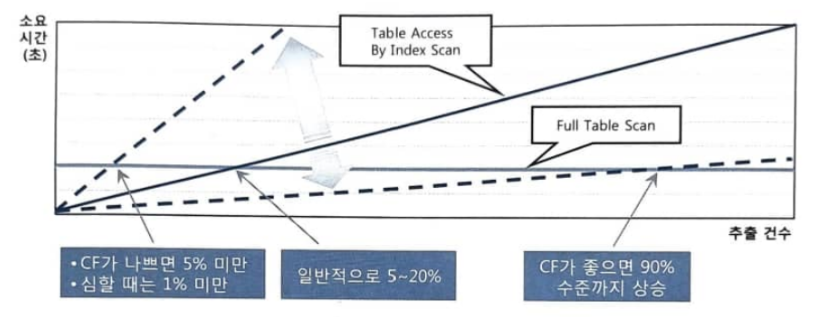 소요
시간
(초)
Table Access
By Index Scan
Full Table Scan
추출 건수
• CF가 나쁘면 5% 미만
• 심할 때는 1% 미만
일반적으로 5~20%
CF가 좋으면 90%
수준까지 상승